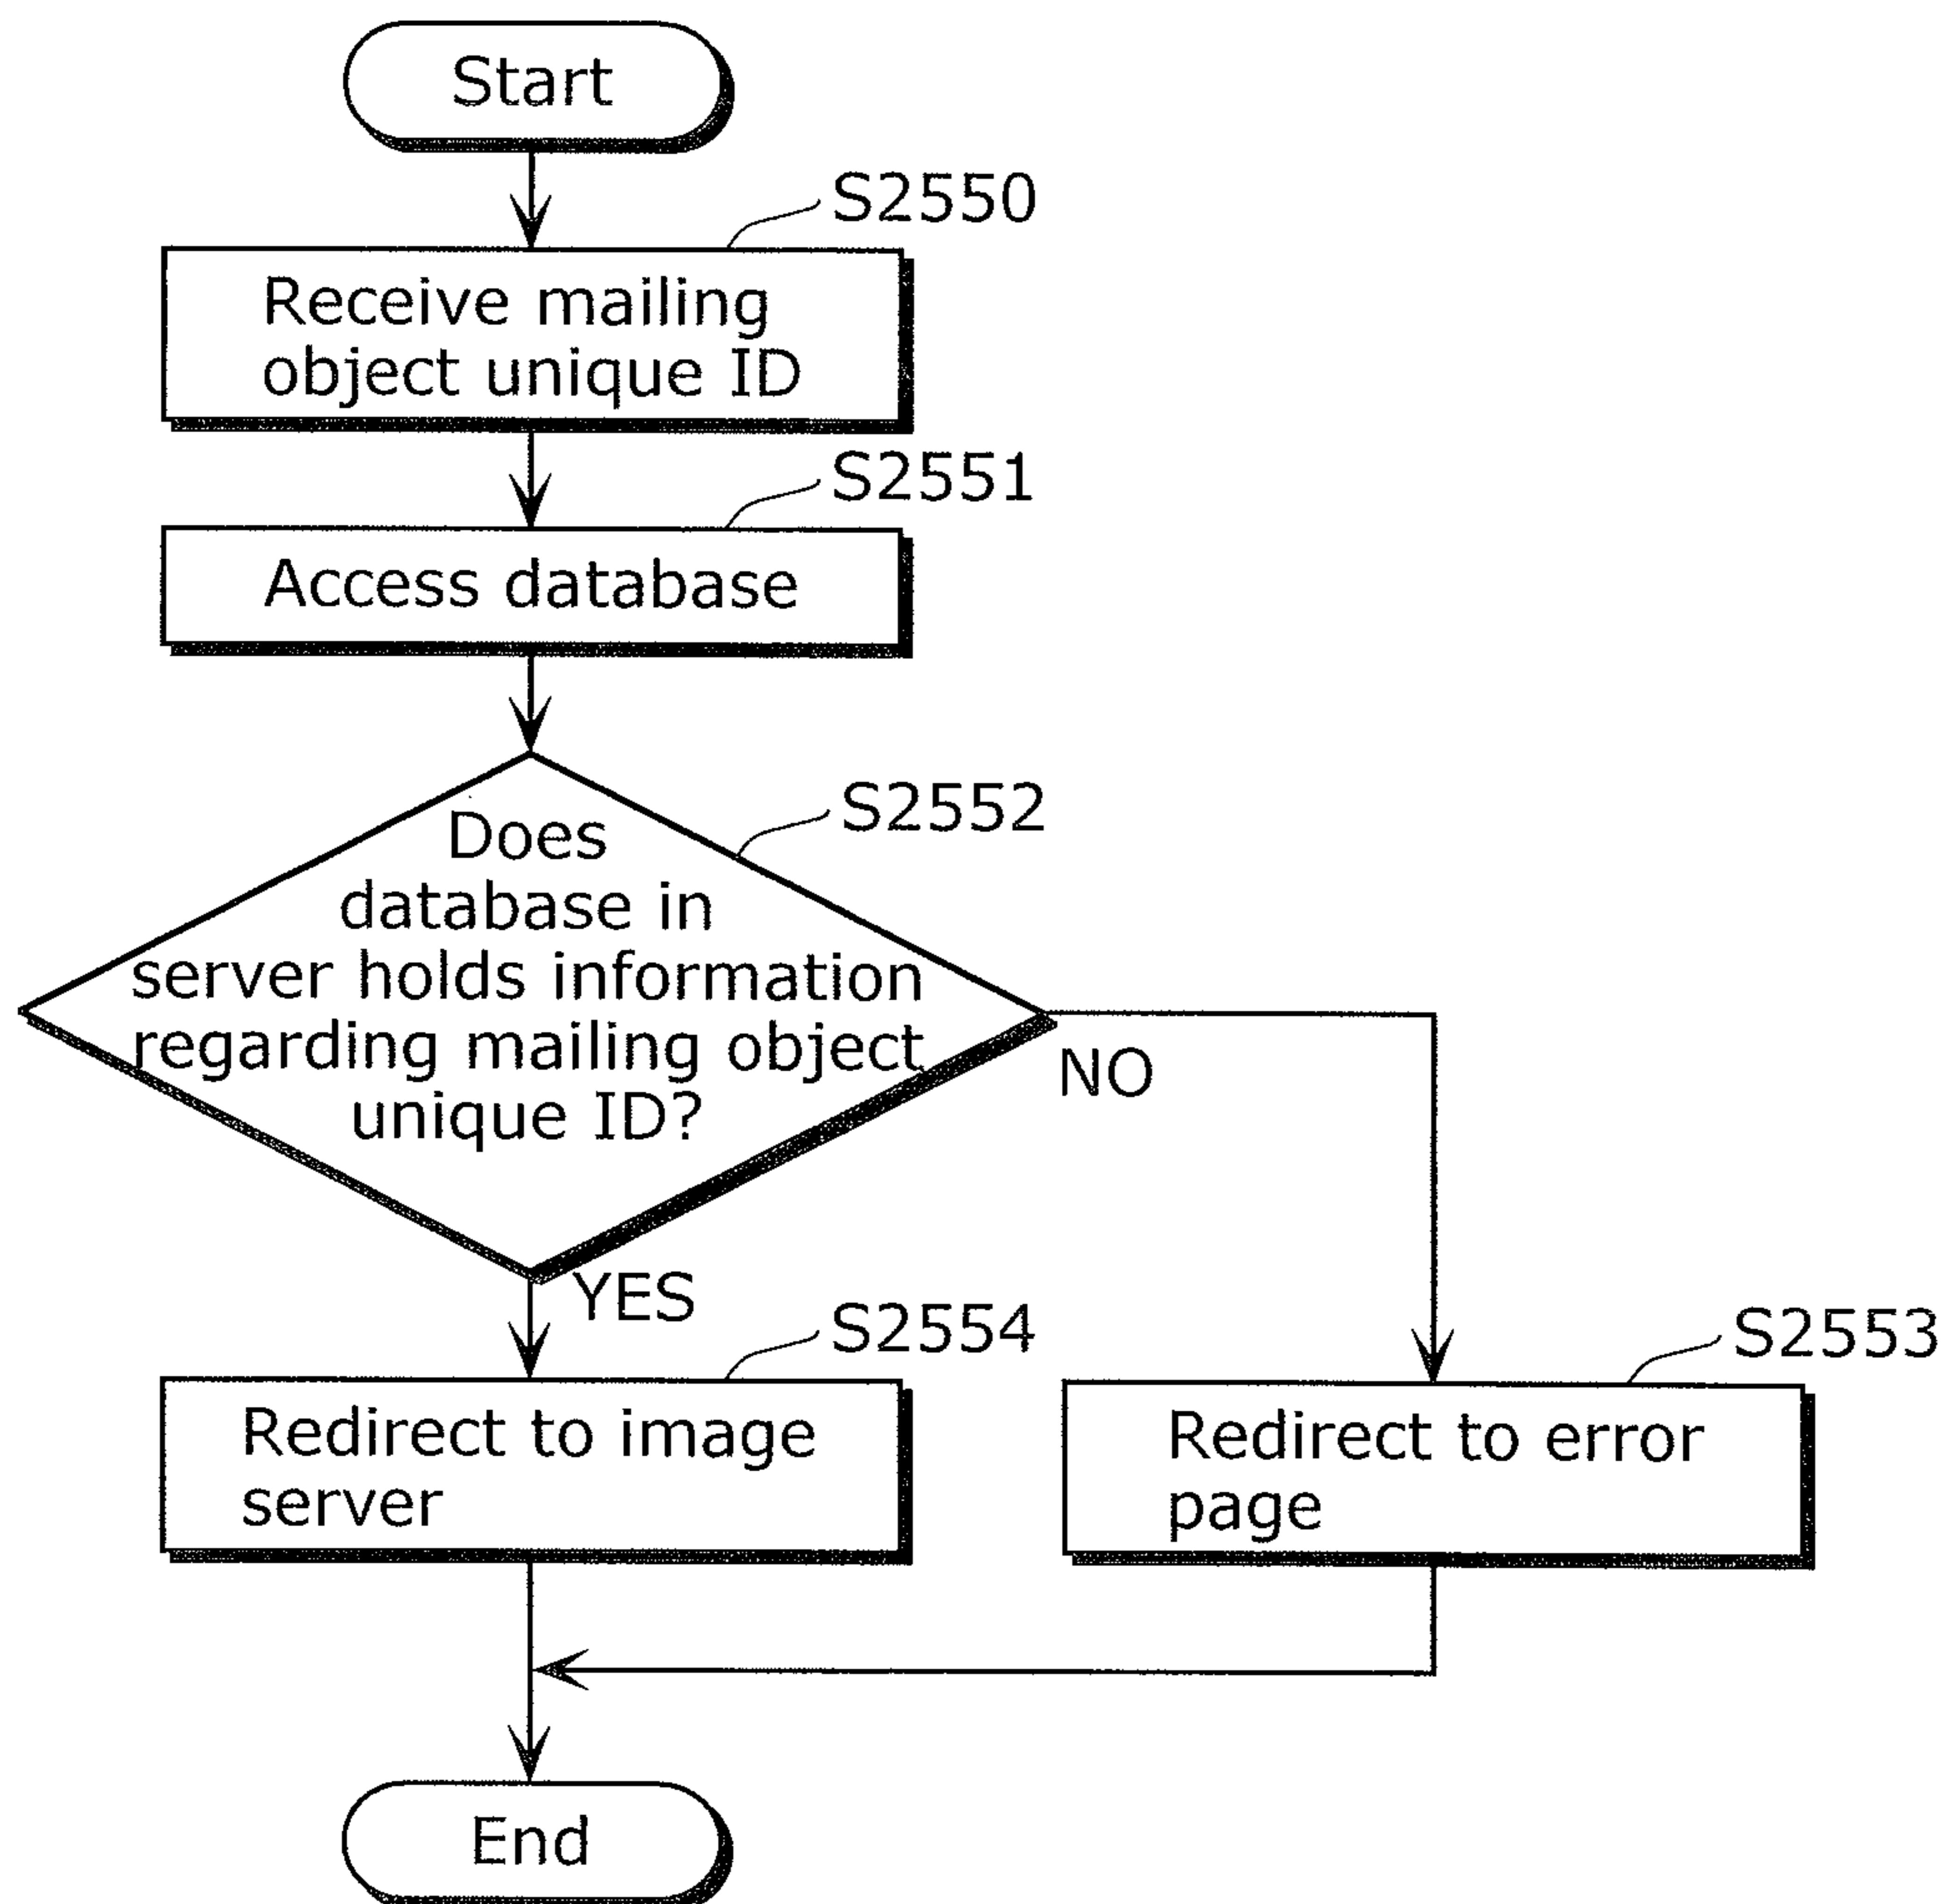 Start
S2550
Receive mailing
object unique ID
S2551
Access database
S2552
Does
database in
server holds information
regarding mailing object
unique ID?
NO
YES
S2554
Redirect to image
server
S2553
Redirect to error
page
End